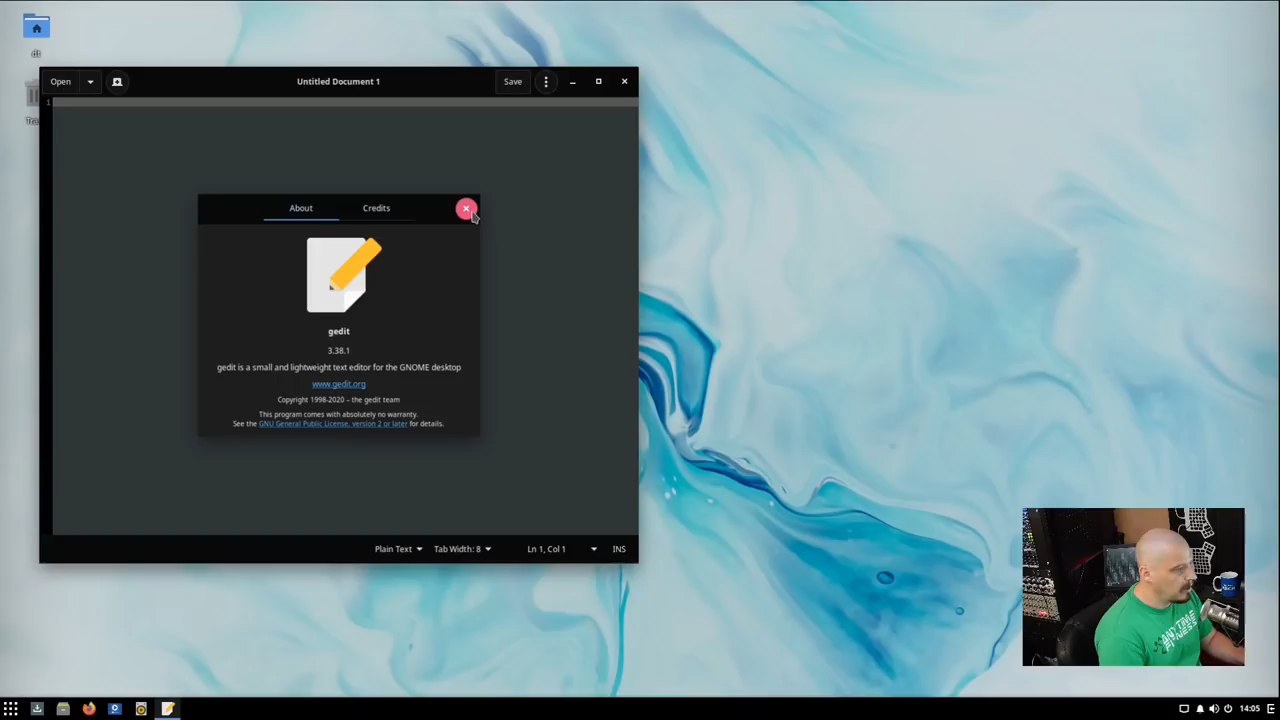 dt
Open
Untitled Document 1
Save
1
About
Credits
gedit
3.38.1
gedit is a small and lightweight text editor for the GNOME desktop
www.gedit.org
Copyright 1998-2020 – the gedit team
This program comes with absolutely no warranty.
See the GNU General Public License, version 2 or later for details.
Plain Text
Tab Width: 8
Ln 1, Col 1
INS
14:05